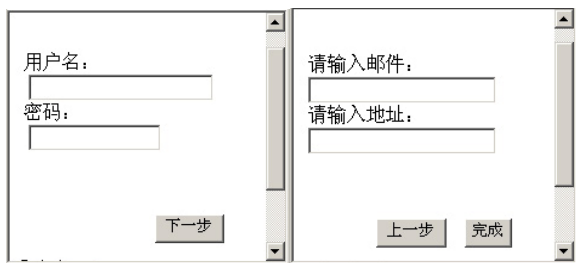 用户名：
密码：
下一步
请输入邮件：
请输入地址：
上一步 完成